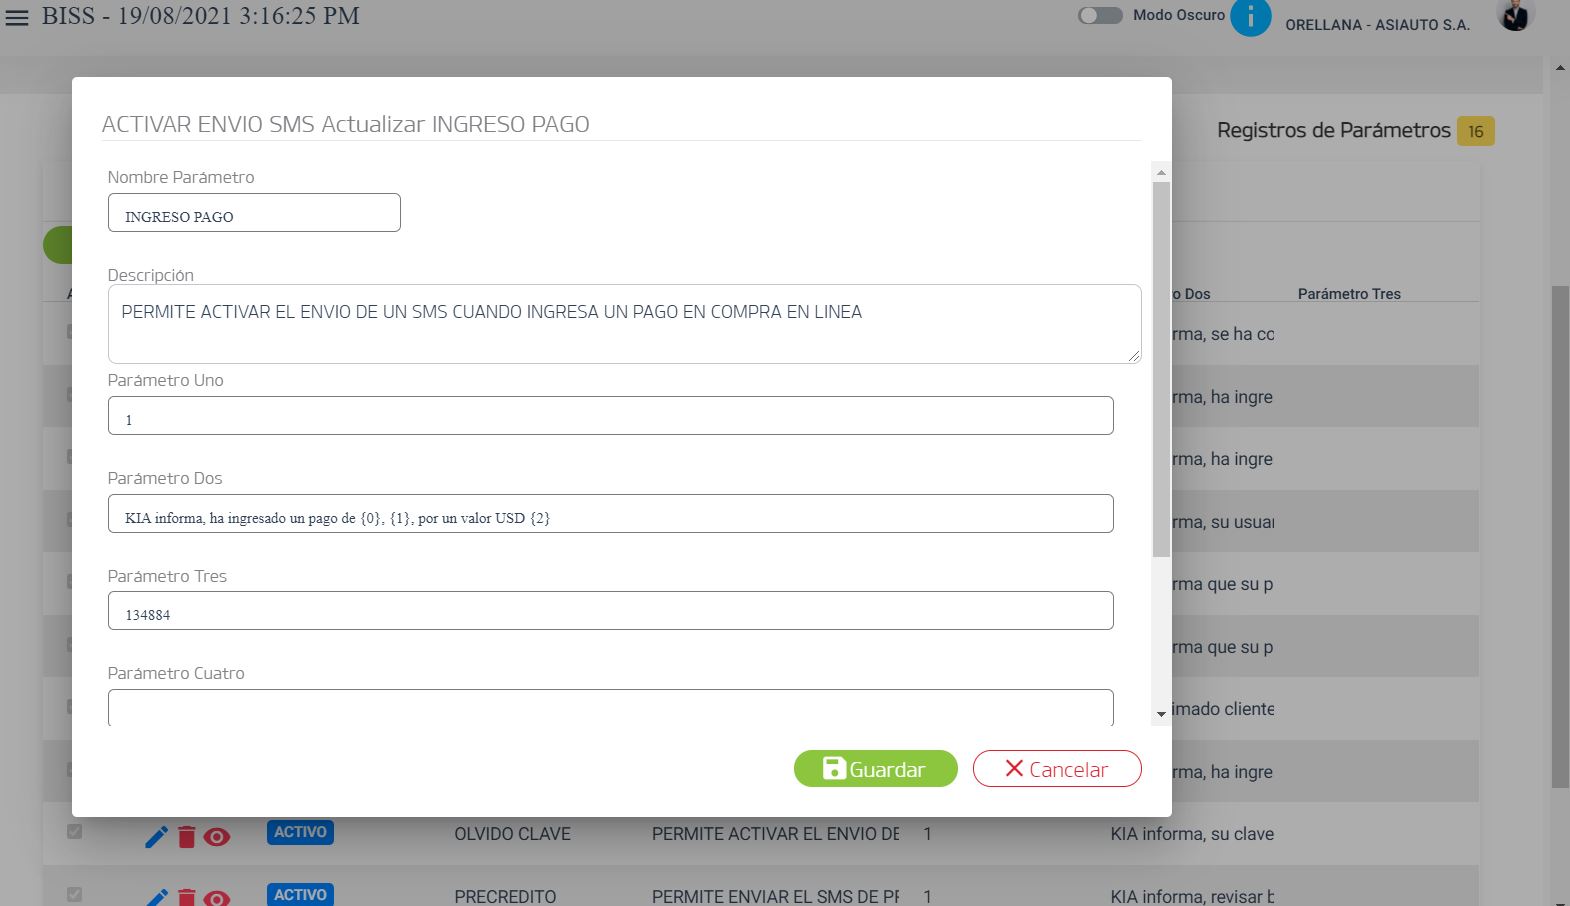 BISS - 19/08/2021 3:16:25 PM
Modo Oscuro
ORELLANA - ASIAUTO S.A.
Registros de Parámetros 16
ACTIVAR ENVIO SMS Actualizar INGRESO PAGO
Nombre Parámetro
INGRESO PAGO
Descripción
PERMITE ACTIVAR EL ENVIO DE UN SMS CUANDO INGRESA UN PAGO EN COMPRA EN LINEA
Parámetro Uno
1
Parámetro Dos
KIA informa, ha ingresado un pago de {0}, {1}, por un valor USD {2}
Parámetro Tres
134884
Parámetro Cuatro
Guardar
Cancelar
o Dos Parámetro Tres
rma, se ha co
rma, ha ingre
rma, ha ingre
rma, su usuar
rma que su p
rma que su p
imado cliente
rma, ha ingre
ACTIVO OLVIDO CLAVE PERMITE ACTIVAR EL ENVIO DE 1 KIA informa, su clave
ACTIVO PRECREDITO PERMITE ENVIAR EL SMS DE PR 1 KIA informa, revisar b